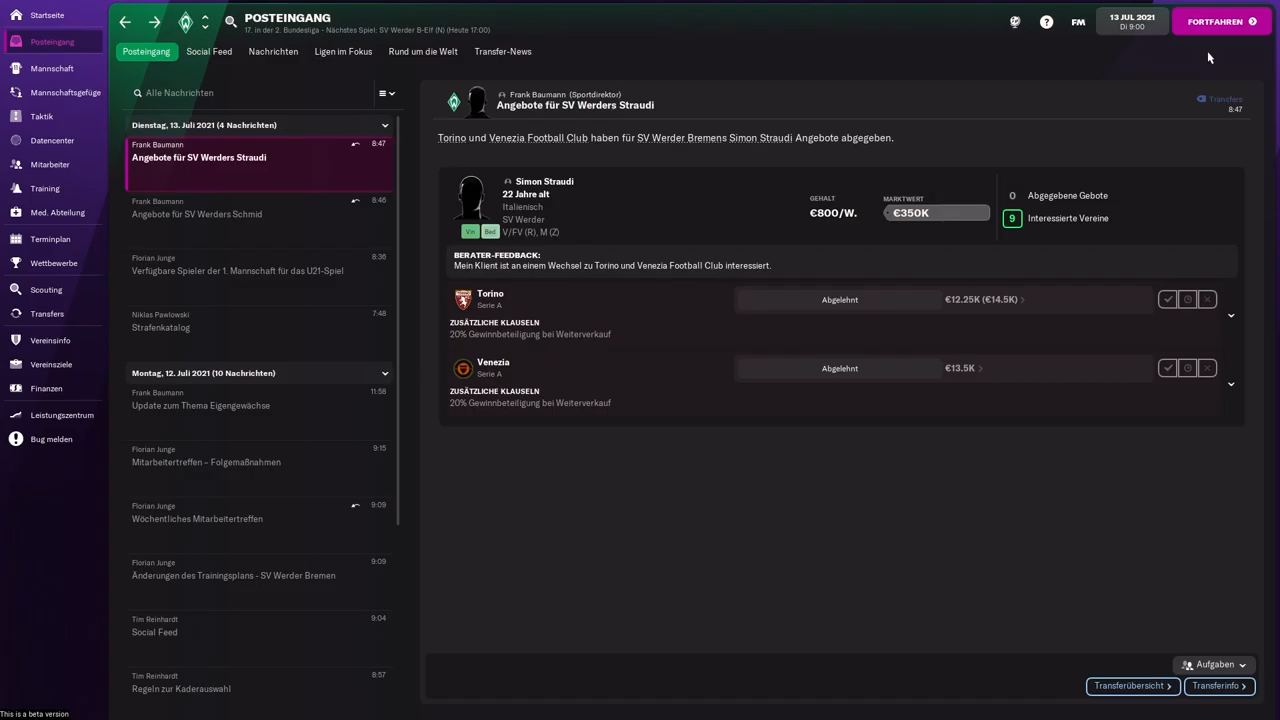 Startseite
Posteingang
Mannschaft
Mannschaftsgefüge
Taktik
Datencenter
Mitarbeiter
Training
Med. Abteilung
Terminplan
Wettbewerbe
Scouting
Transfers
Vereinsinfo
Vereinsziele
Finanzen
Leistungszentrum
Bug melden
This is a beta version
POSTEINGANG
17. in der 2. Bundesliga - Nächstes Spiel: SV Werder B-Elf (N) (Heute 17:00)
FM
13 JUL 2021
Di 9:00
FORTFAHREN
Posteingang Social Feed Nachrichten Ligen im Fokus Rund um die Welt Transfer-News
Alle Nachrichten
Dienstag, 13. Juli 2021 (4 Nachrichten)
Frank Baumann 8:47
Angebote für SV Werders Straudi
Frank Baumann 8:46
Angebote für SV Werders Schmid
Florian Junge 8:36
Verfügbare Spieler der 1. Mannschaft für das U21-Spiel
Niklas Pawlowski 7:48
Strafenkatalog
Montag, 12. Juli 2021 (10 Nachrichten)
Frank Baumann 11:58
Update zum Thema Eigengewächse
Florian Junge 9:15
Mitarbeitertreffen – Folgemaßnahmen
Florian Junge 9:09
Wöchentliches Mitarbeitertreffen
Florian Junge 9:09
Änderungen des Trainingsplans - SV Werder Bremen
Tim Reinhardt 9:04
Social Feed
Tim Reinhardt 8:57
Regeln zur Kaderauswahl
Frank Baumann (Sportdirektor)
Angebote für SV Werders Straudi
Transfers
8:47
Torino und Venezia Football Club haben für SV Werder Bremens Simon Straudi Angebote abgegeben.
Simon Straudi
22 Jahre alt
Italienisch
SV Werder
Vin Bed V/FV (R), M (Z)
GEHALT
€800/W.
MARKTWERT
€350K
0 Abgegebene Gebote
9 Interessierte Vereine
BERATER-FEEDBACK:
Mein Klient ist an einem Wechsel zu Torino und Venezia Football Club interessiert.
Torino
Serie A
Abgelehnt
€12.25K (€14.5K)
ZUSÄTZLICHE KLAUSELN
20% Gewinnbeteiligung bei Weiterverkauf
Venezia
Serie A
Abgelehnt
€13.5K
ZUSÄTZLICHE KLAUSELN
20% Gewinnbeteiligung bei Weiterverkauf
Aufgaben
Transferübersicht Transferinfo